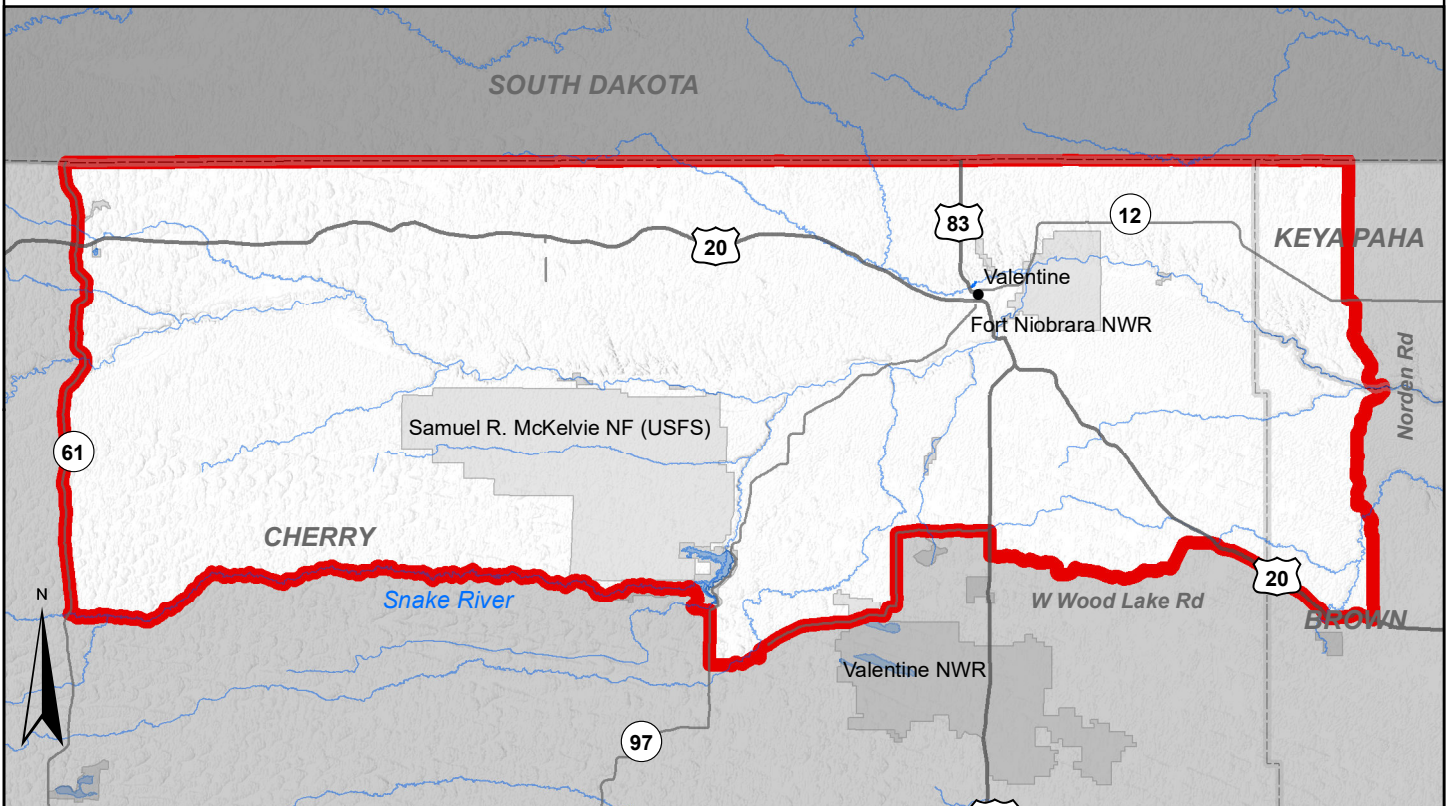 SOUTH DAKOTA
12
83
KEYA PAHA
20
Valentine
Fort Niobrara NWR
Norden Rd
Samuel R. McKelvie NF (USFS)
61
CHERRY
20
N
Snake River
W Wood Lake Rd
BROWN
Valentine NWR
97